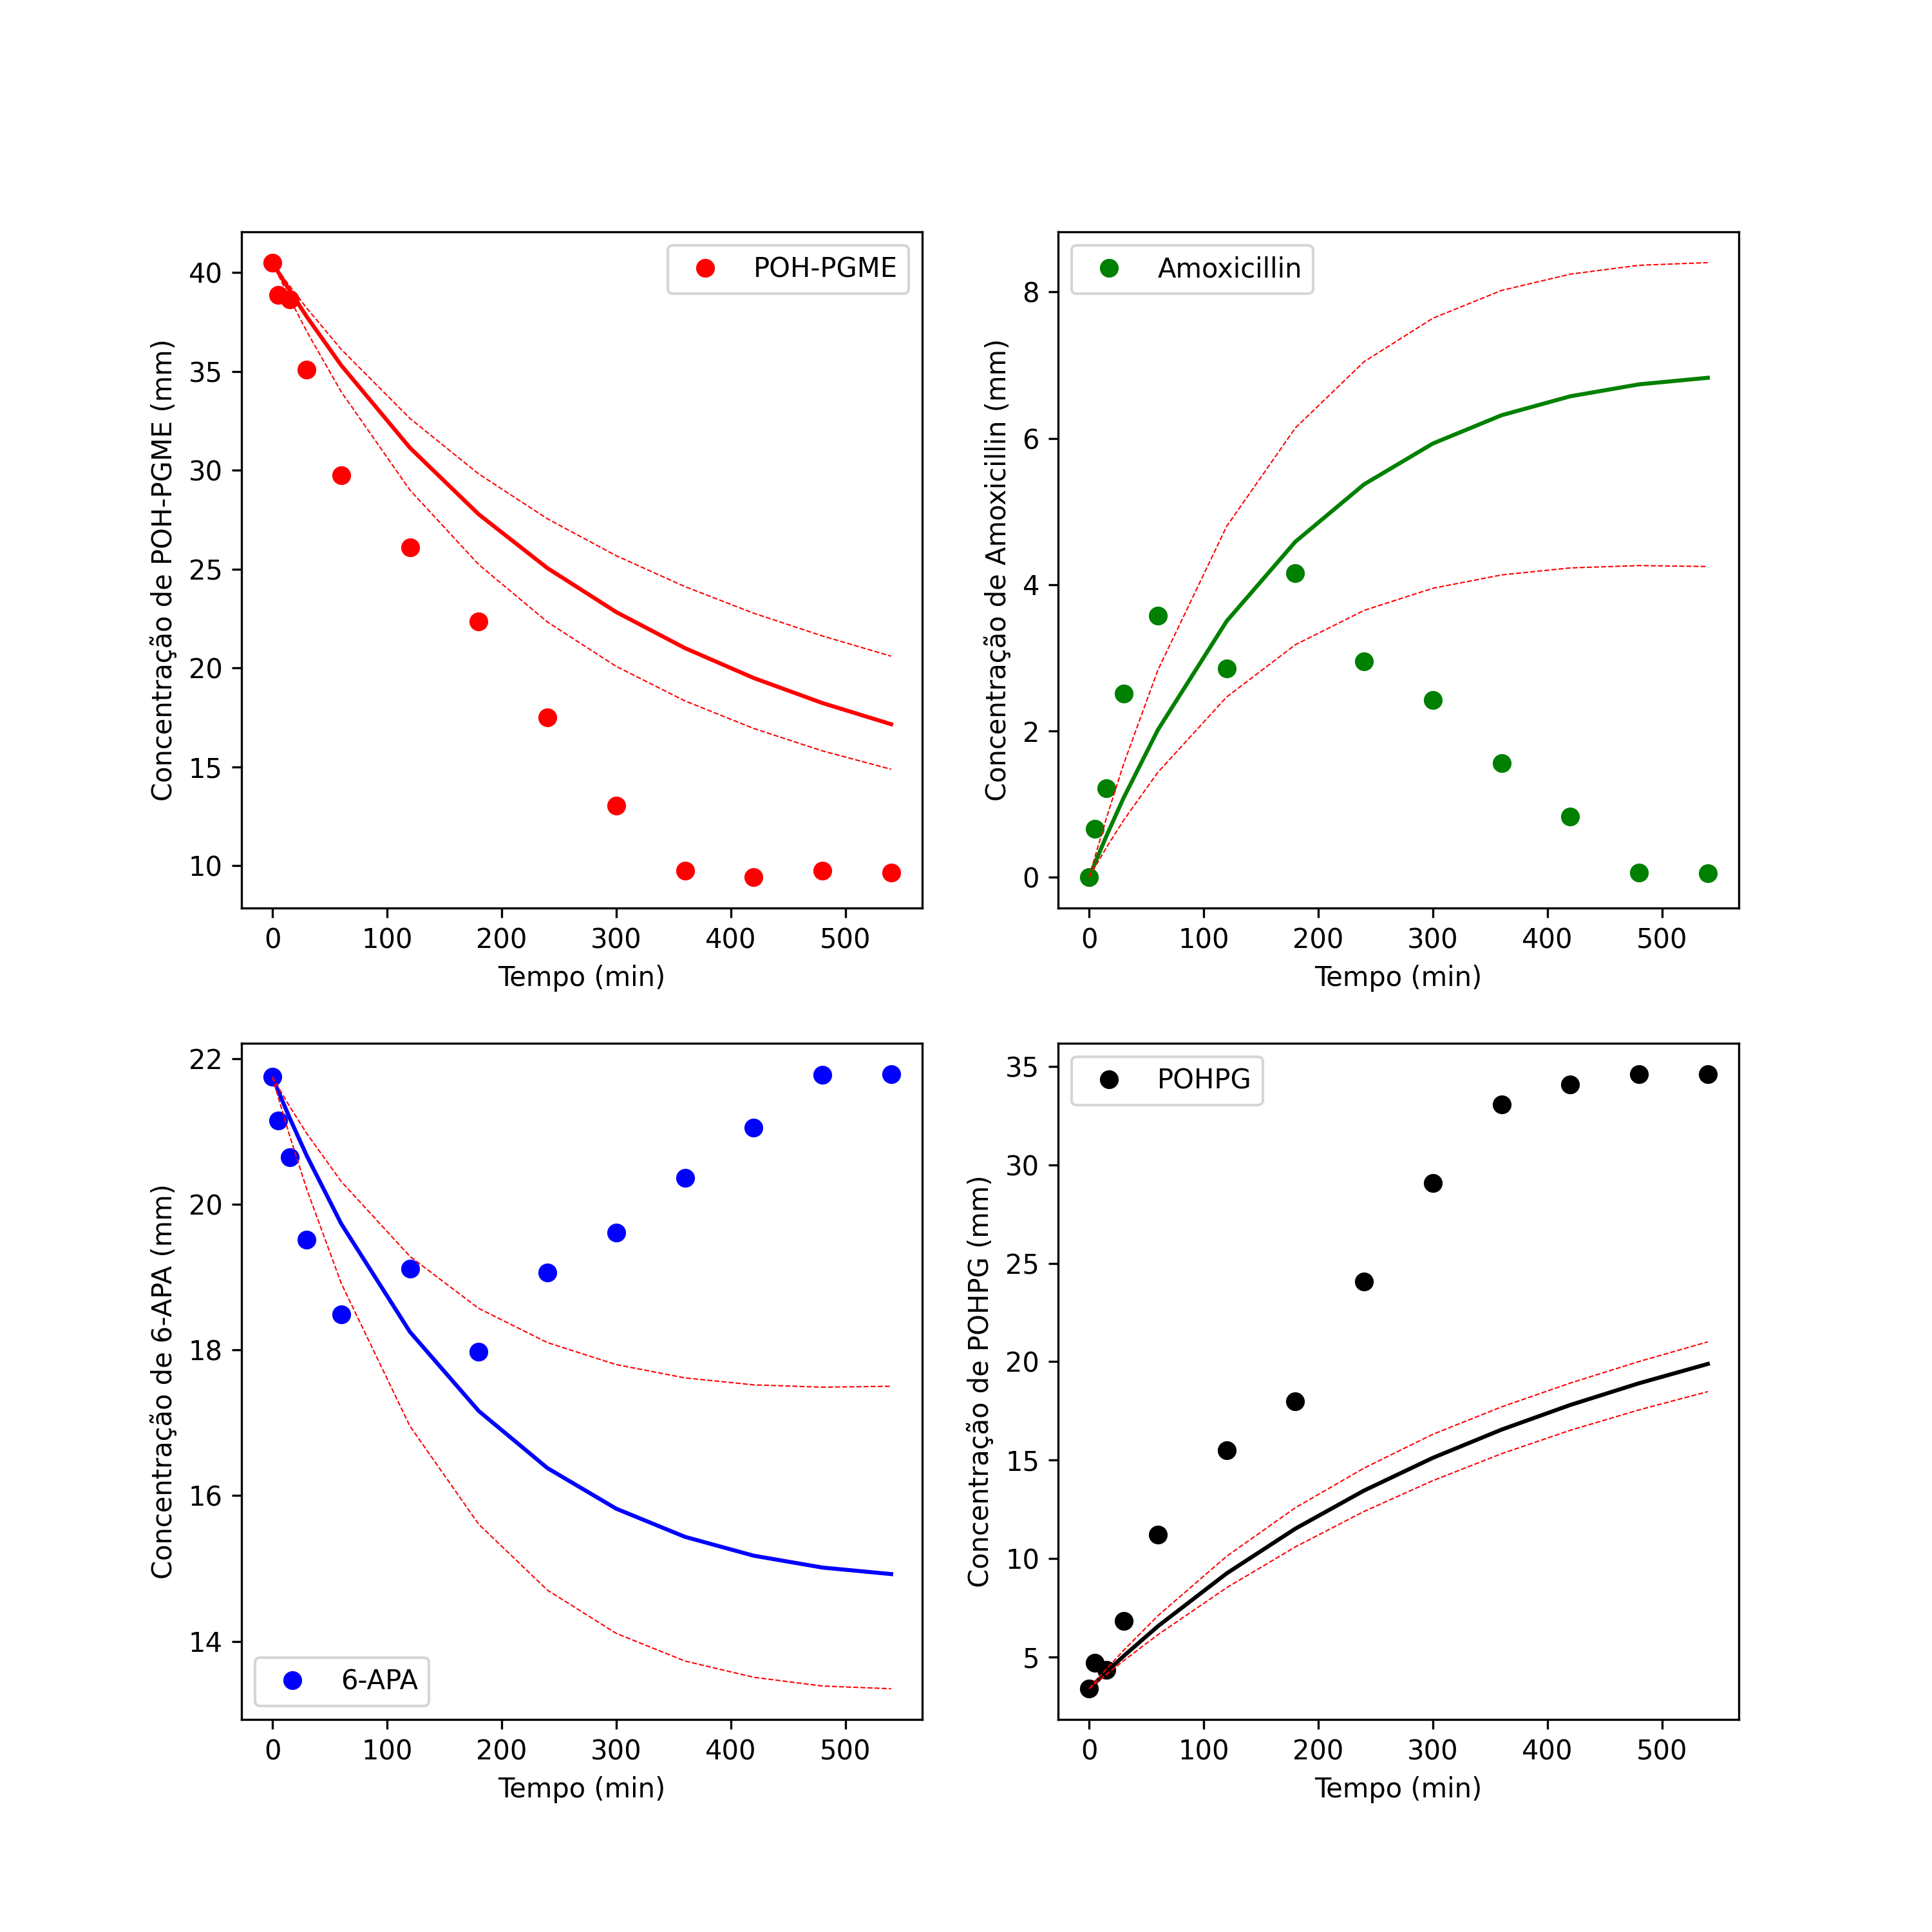 POH-PGME
Concentração de POH-PGME (mm)
40
35
30
25
20
15
10
0 100 200 300 400 500
Tempo (min)
Amoxicillin
Concentração de Amoxicillin (mm)
8
6
4
2
0
0 100 200 300 400 500
Tempo (min)
6-APA
Concentração de 6-APA (mm)
22
20
18
16
14
0 100 200 300 400 500
Tempo (min)
POHPG
Concentração de POHPG (mm)
35
30
25
20
15
10
5
0 100 200 300 400 500
Tempo (min)